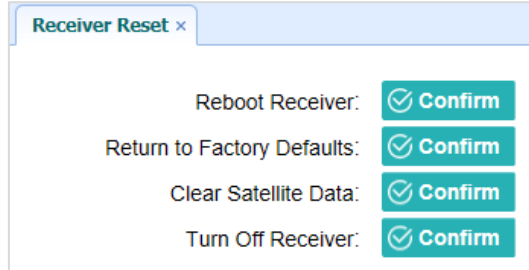 Receiver Reset ×
Reboot Receiver: Confirm
Return to Factory Defaults: Confirm
Clear Satellite Data: Confirm
Turn Off Receiver: Confirm